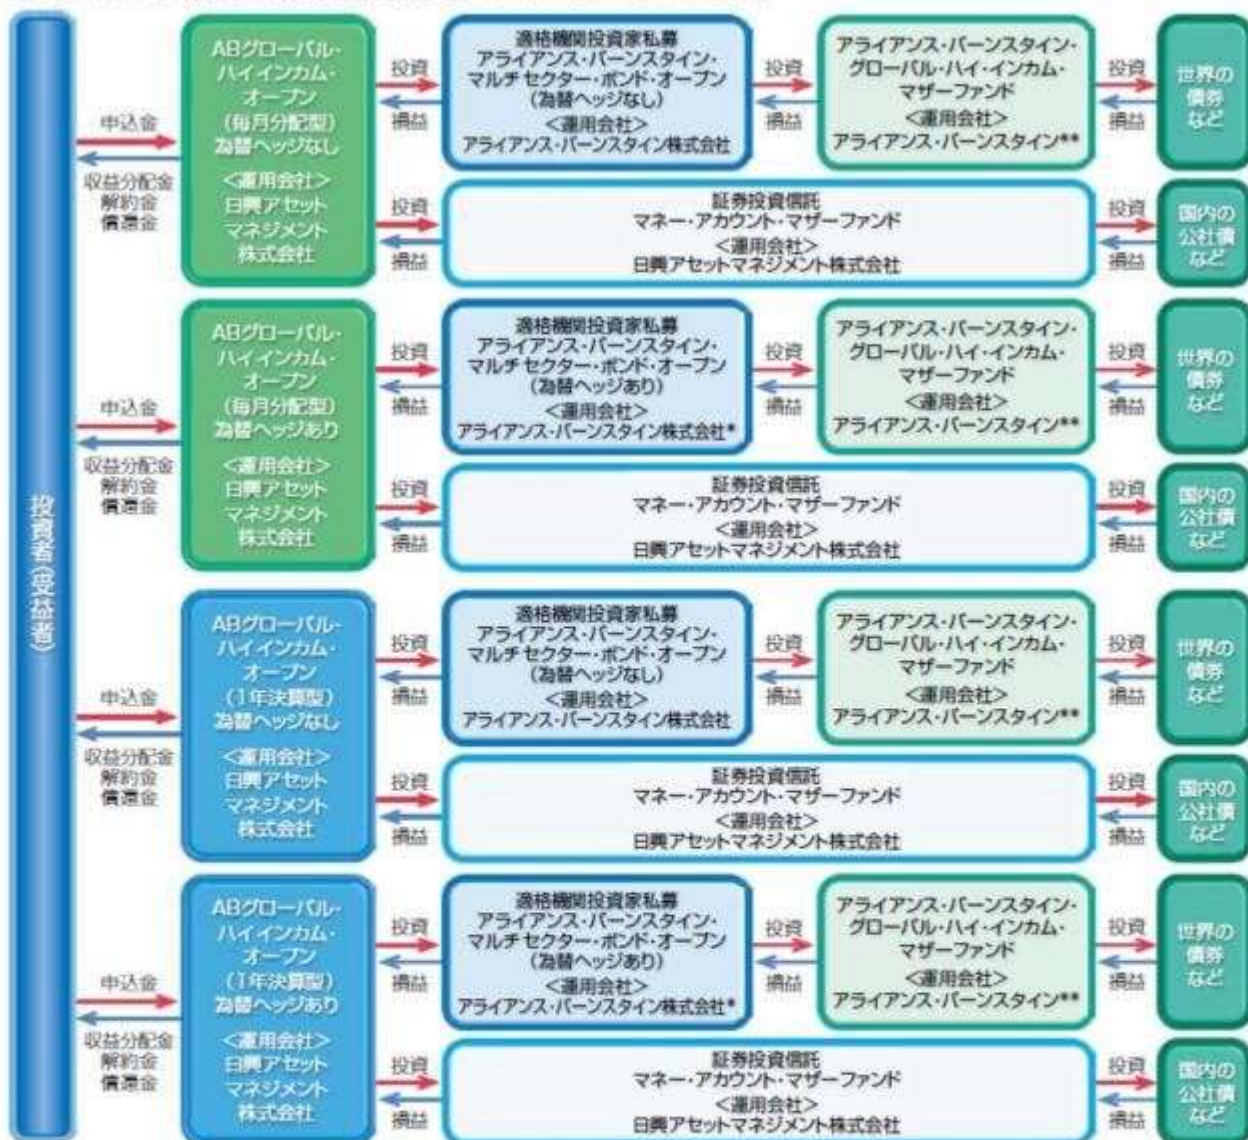 投資者(受益者)
申込金
収益分配金
解約金
償還金
ABグローバル・
ハイインカム・
オープン
(毎月分配型)
為替ヘッジなし
<運用会社>
日興アセット
マネジメント
株式会社
投資
損益
適格機関投資家私募
アライアンス・バーンスタイン・
マルチセクター・ボンド・オープン
(為替ヘッジなし)
<運用会社>
アライアンス・バーンスタイン株式会社
投資
損益
アライアンス・バーンスタイン・
グローバル・ハイ・インカム・
マザーファンド
<運用会社>
アライアンス・バーンスタイン**
投資
損益
世界の
債券
など
投資
損益
証券投資信託
マネー・アカウント・マザーファンド
<運用会社>
日興アセットマネジメント株式会社
投資
損益
国内の
公社債
など
申込金
収益分配金
解約金
償還金
ABグローバル・
ハイインカム・
オープン
(毎月分配型)
為替ヘッジあり
<運用会社>
日興アセット
マネジメント
株式会社
投資
損益
適格機関投資家私募
アライアンス・バーンスタイン・
マルチセクター・ボンド・オープン
(為替ヘッジあり)
<運用会社>
アライアンス・バーンスタイン株式会社*
投資
損益
アライアンス・バーンスタイン・
グローバル・ハイ・インカム・
マザーファンド
<運用会社>
アライアンス・バーンスタイン**
投資
損益
世界の
債券
など
投資
損益
証券投資信託
マネー・アカウント・マザーファンド
<運用会社>
日興アセットマネジメント株式会社
投資
損益
国内の
公社債
など
申込金
収益分配金
解約金
償還金
ABグローバル・
ハイインカム・
オープン
(1年決算型)
為替ヘッジなし
<運用会社>
日興アセット
マネジメント
株式会社
投資
損益
適格機関投資家私募
アライアンス・バーンスタイン・
マルチセクター・ボンド・オープン
(為替ヘッジなし)
<運用会社>
アライアンス・バーンスタイン株式会社
投資
損益
アライアンス・バーンスタイン・
グローバル・ハイ・インカム・
マザーファンド
<運用会社>
アライアンス・バーンスタイン**
投資
損益
世界の
債券
など
投資
損益
証券投資信託
マネー・アカウント・マザーファンド
<運用会社>
日興アセットマネジメント株式会社
投資
損益
国内の
公社債
など
申込金
収益分配金
解約金
償還金
ABグローバル・
ハイインカム・
オープン
(1年決算型)
為替ヘッジあり
<運用会社>
日興アセット
マネジメント
株式会社
投資
損益
適格機関投資家私募
アライアンス・バーンスタイン・
マルチセクター・ボンド・オープン
(為替ヘッジあり)
<運用会社>
アライアンス・バーンスタイン株式会社*
投資
損益
アライアンス・バーンスタイン・
グローバル・ハイ・インカム・
マザーファンド
<運用会社>
アライアンス・バーンスタイン**
投資
損益
世界の
債券
など
投資
損益
証券投資信託
マネー・アカウント・マザーファンド
<運用会社>
日興アセットマネジメント株式会社
投資
損益
国内の
公社債
など